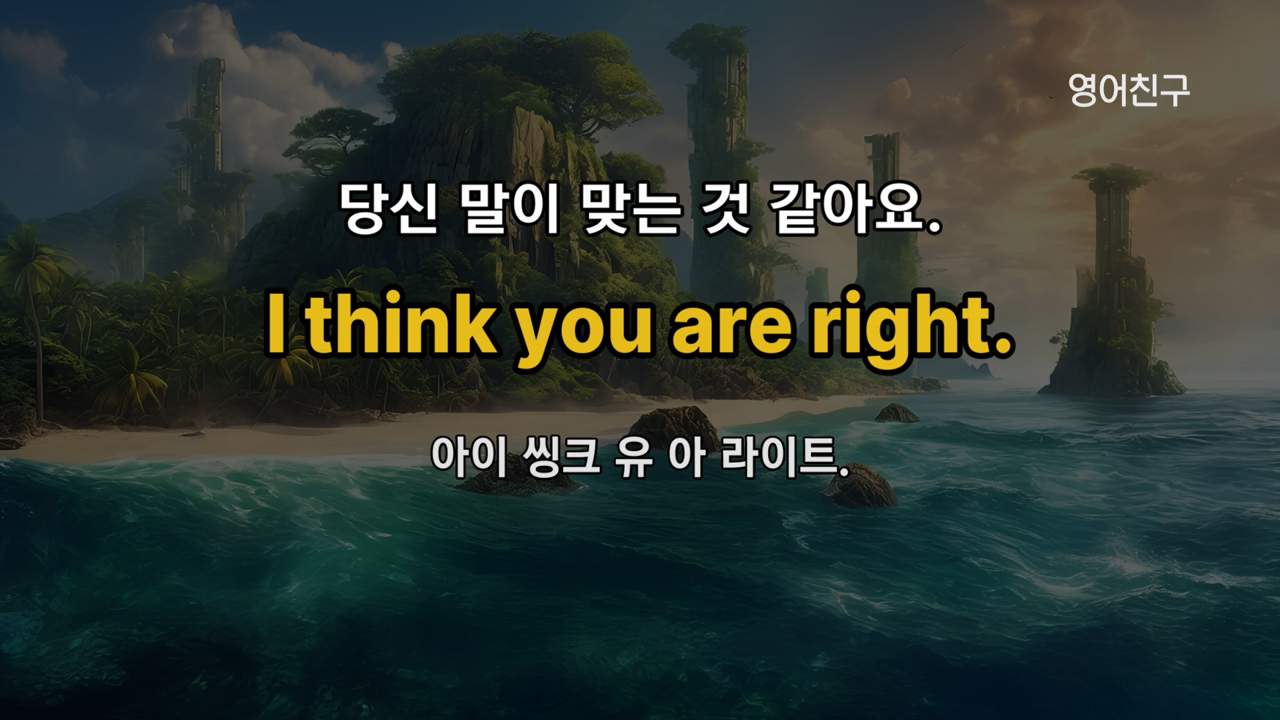 영어친구
당신 말이 맞는 것 같아요.
I think you are right.
아이 씽크 유 아 라이트.